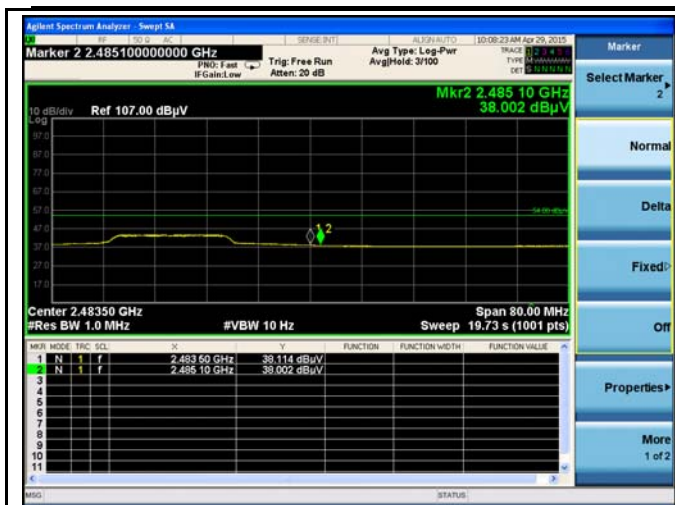 Agilent Spectrum Analyzer - Swept SA
RF 50 Ω AC SENSE:INT ALIGN AUTO 10:08:23 AM Apr 29, 2015
Marker 2 2.485100000000 GHz
PNO: Fast Trig: Free Run
IFGain:Low Atten: 20 dB
Avg Type: Log-Pwr
Avg|Hold: 3/100
TRACE 1 2 3 4 5 6
TYPE
DET S N N N N N
Mkr2 2.485 10 GHz
38.002 dBµV
10 dB/div Ref 107.00 dBµV
Log
97.0
87.0
77.0
67.0
57.0
47.0
37.0
27.0
17.0
54.00 dBµV
1 2
Center 2.48350 GHz Span 80.00 MHz
#Res BW 1.0 MHz #VBW 10 Hz Sweep 19.73 s (1001 pts)
MKR MODE TRC SCL X Y FUNCTION FUNCTION WIDTH FUNCTION VALUE
1 N 1 f 2.483 50 GHz 38.114 dBµV
2 N 1 f 2.485 10 GHz 38.002 dBµV
3
4
5
6
7
8
9
10
11
MSG STATUS
Marker
Select Marker
2
Normal
Delta
Fixed
Off
Properties
More
1 of 2